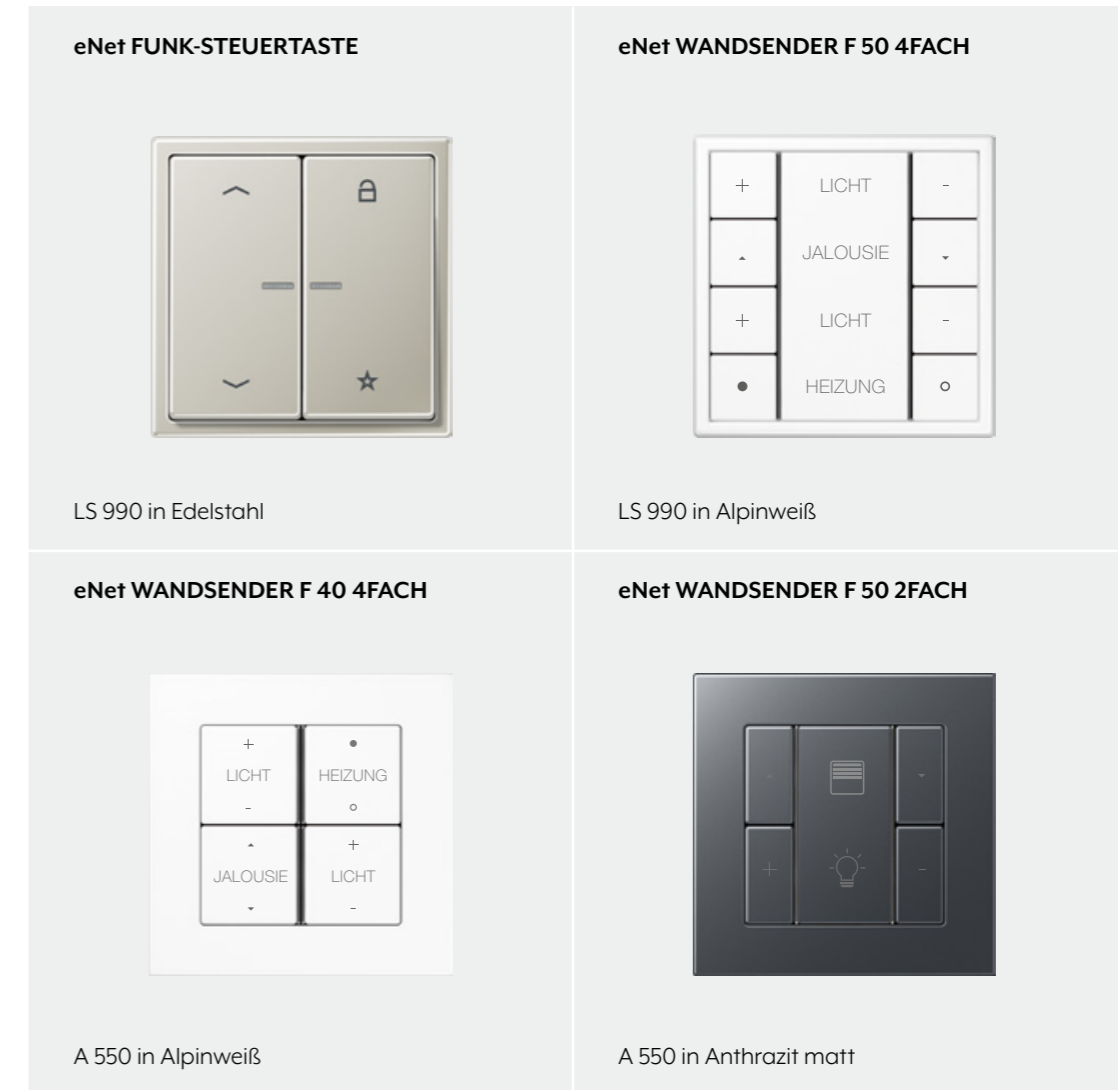 eNet FUNK-STEUERTASTE
LS 990 in Edelstahl
eNet WANDSENDER F 50 4FACH
+ LICHT -
JALOUSIE
+ LICHT -
HEIZUNG
LS 990 in Alpinweiß
eNet WANDSENDER F 40 4FACH
+
LICHT
-
HEIZUNG
JALOUSIE
+
LICHT
-
A 550 in Alpinweiß
eNet WANDSENDER F 50 2FACH
+ -
A 550 in Anthrazit matt